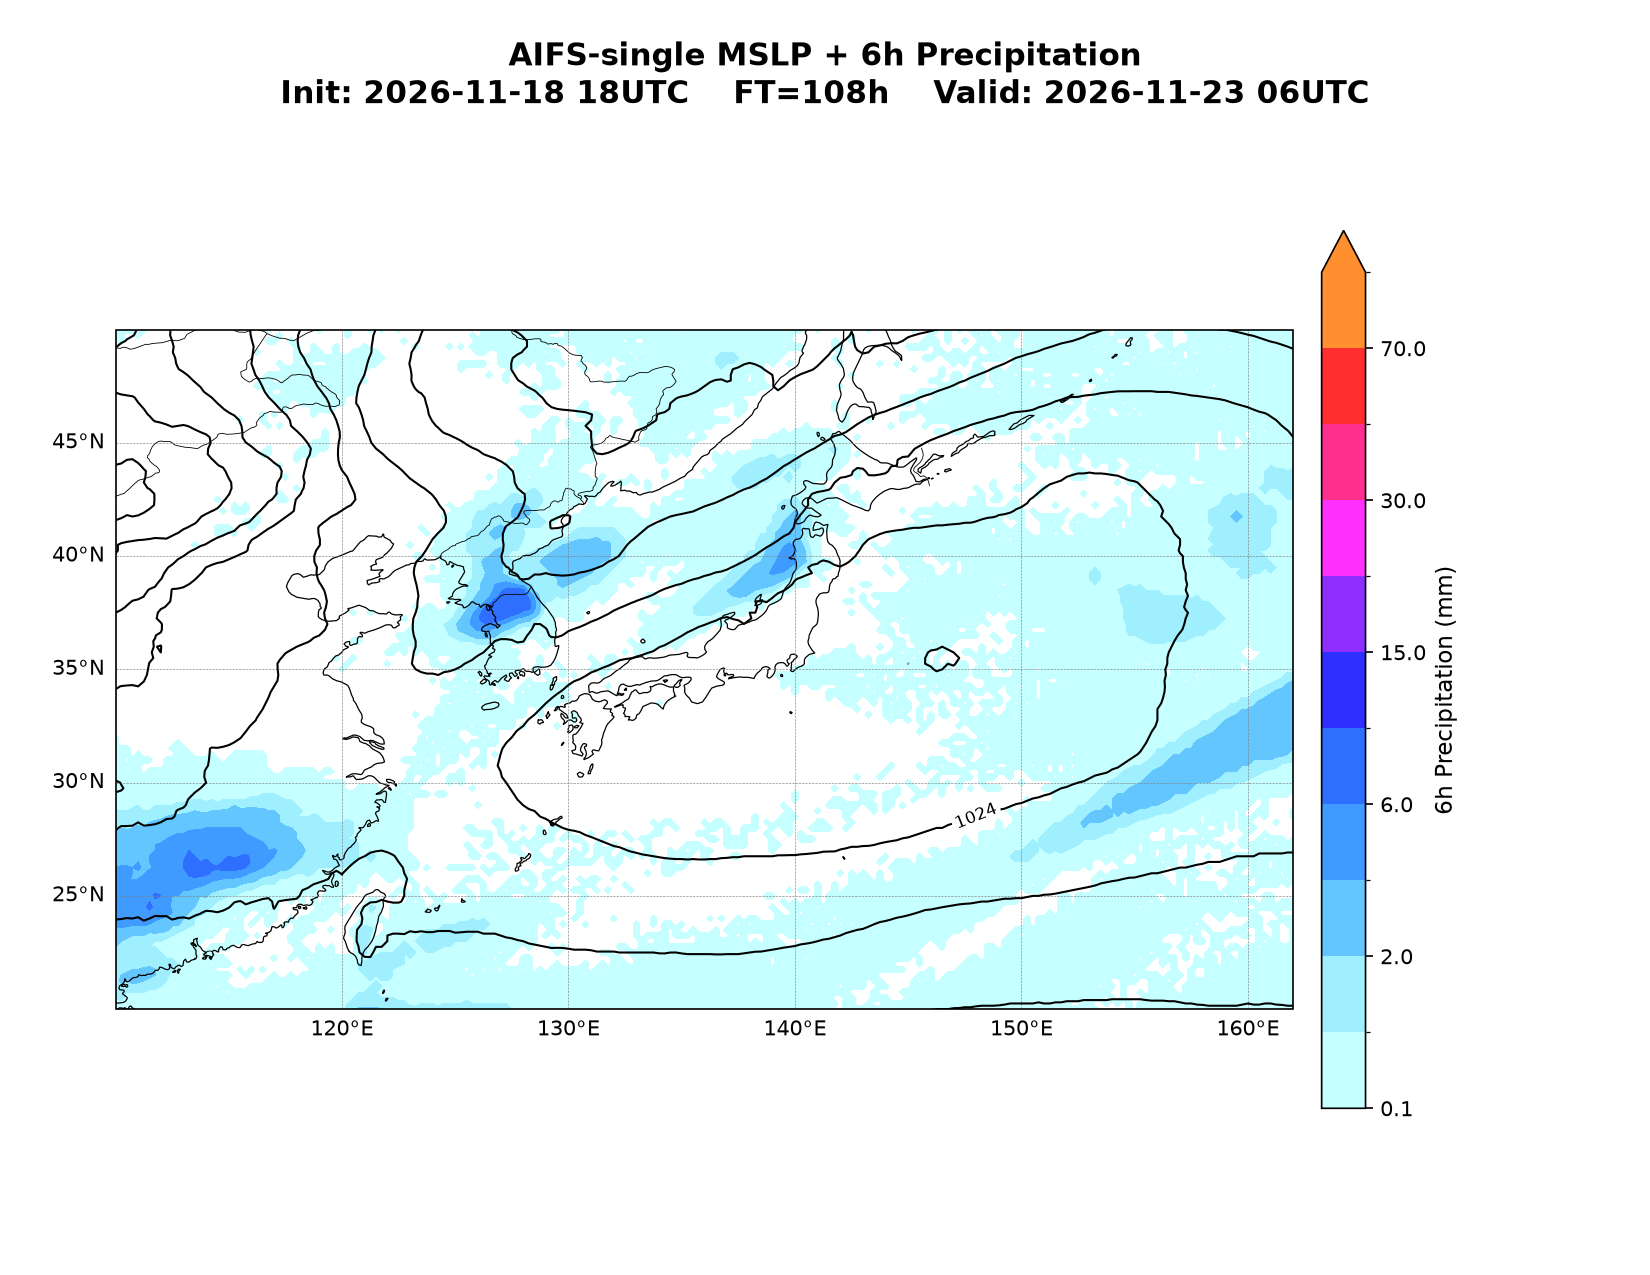 AIFS-single MSLP + 6h Precipitation
Init: 2026-11-18 18UTC    FT=108h    Valid: 2026-11-23 06UTC
70.0
30.0
15.0
6.0
2.0
0.1
6h Precipitation (mm)
45°N
40°N
35°N
30°N
25°N
1024
120°E
130°E
140°E
150°E
160°E